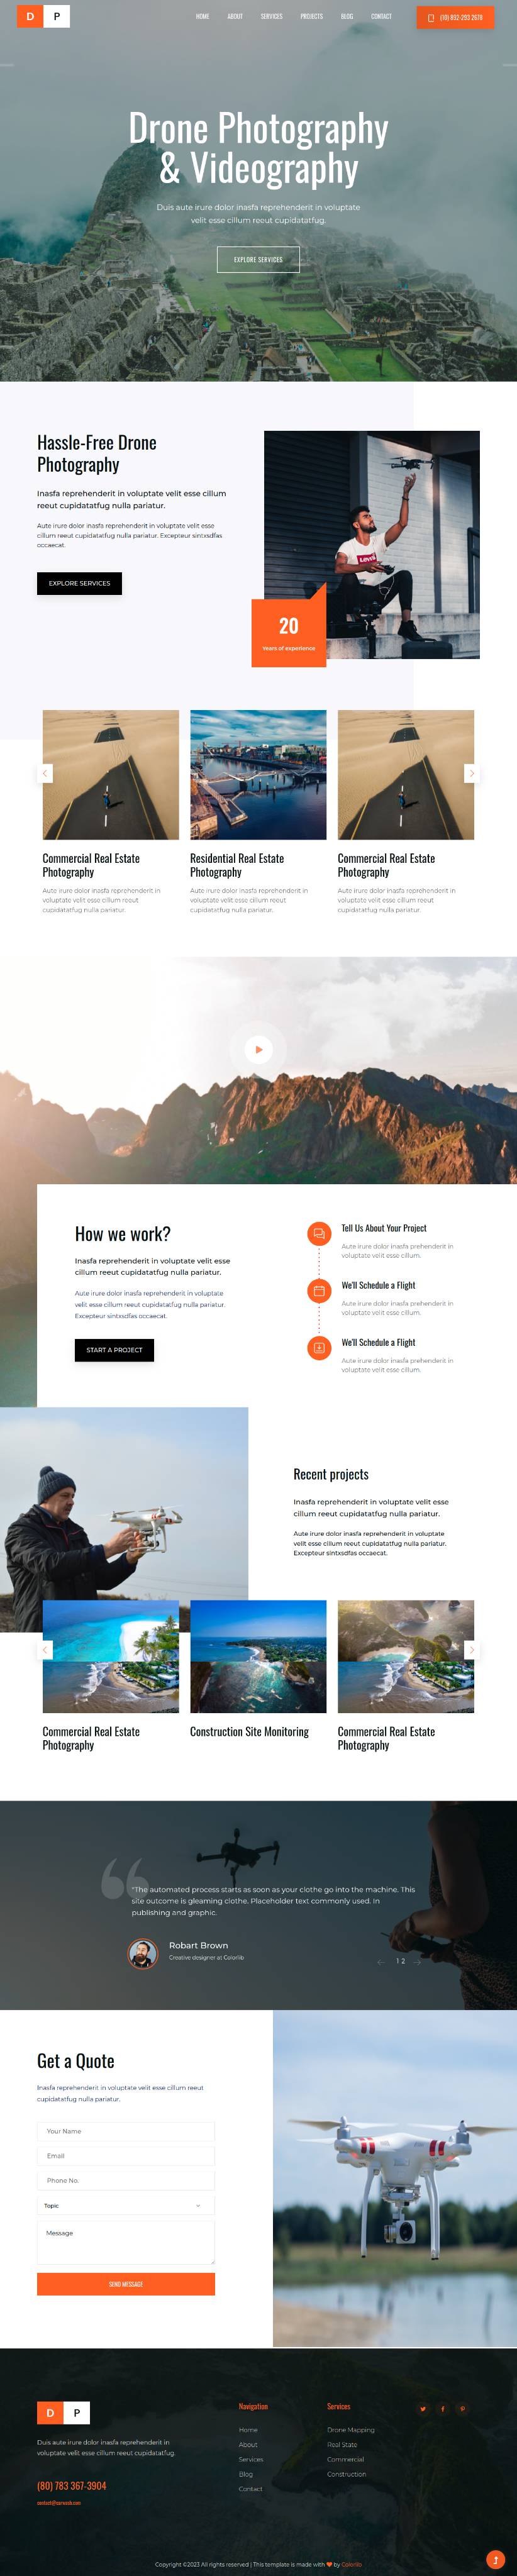 D P
HOME ABOUT SERVICES PROJECTS BLOG CONTACT
(10) 892-293 2678
Drone Photography
& Videography
Duis aute irure dolor inasfa reprehenderit in voluptate
velit esse cillum reeut cupidatatfug.
EXPLORE SERVICES
Hassle-Free Drone
Photography
Inasfa reprehenderit in voluptate velit esse cillum
reeut cupidatatfug nulla pariatur.
Aute irure dolor inasfa reprehenderit in voluptate velit esse
cillum reeut cupidatatfug nulla pariatur. Excepteur sintxsdfas
occaecat.
EXPLORE SERVICES
Levi's
20
Years of experience
Commercial Real Estate
Photography
Aute irure dolor inasfa reprehenderit in
voluptate velit esse cillum reeut
cupidatatfug nulla pariatur.
Residential Real Estate
Photography
Aute irure dolor inasfa reprehenderit in
voluptate velit esse cillum reeut
cupidatatfug nulla pariatur.
Commercial Real Estate
Photography
Aute irure dolor inasfa reprehenderit in
voluptate velit esse cillum reeut
cupidatatfug nulla pariatur.
How we work?
Inasfa reprehenderit in voluptate velit esse
cillum reeut cupidatatfug nulla pariatur.
Aute irure dolor inasfa reprehenderit in voluptate
velit esse cillum reeut cupidatatfug nulla pariatur.
Excepteur sintxsdfas occaecat.
START A PROJECT
Tell Us About Your Project
Aute irure dolor inasfa prehenderit in
voluptate velit esse cillum.
We'll Schedule a Flight
Aute irure dolor inasfa prehenderit in
voluptate velit esse cillum.
We'll Schedule a Flight
Aute irure dolor inasfa prehenderit in
voluptate velit esse cillum.
Recent projects
Inasfa reprehenderit in voluptate velit esse
cillum reeut cupidatatfug nulla pariatur.
Aute irure dolor inasfa reprehenderit in voluptate
velit esse cillum reeut cupidatatfug nulla pariatur.
Excepteur sintxsdfas occaecat.
Commercial Real Estate
Photography
Construction Site Monitoring
Commercial Real Estate
Photography
"The automated process starts as soon as your clothe go into the machine. This
site outcome is gleaming clothe. Placeholder text commonly used. In
publishing and graphic.
Robart Brown
Creative designer at Colorlib
1 2
Get a Quote
Inasfa reprehenderit in voluptate velit esse cillum reeut
cupidatatfug nulla pariatur.
Your Name
Email
Phone No.
Topic
Message
SEND MESSAGE
D P
Duis aute irure dolor inasfa reprehenderit in
voluptate velit esse cillum reeut cupidatatfug.
(80) 783 367-3904
Navigation
Home
About
Services
Blog
Contact
Services
Drone Mapping
Real State
Commercial
Construction
Copyright ©2023 All rights reserved | This template is made with by Colorlib